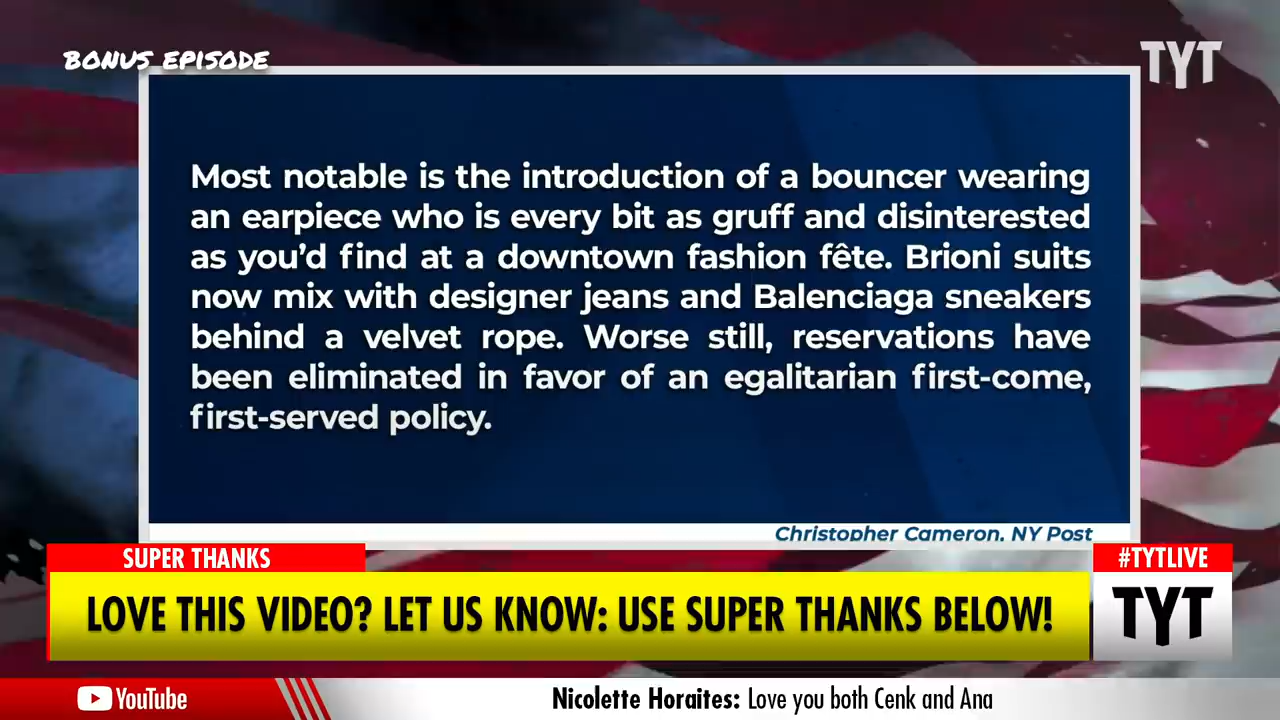 BONUS EPISODE
TYT
Most notable is the introduction of a bouncer wearing
an earpiece who is every bit as gruff and disinterested
as you'd find at a downtown fashion fête. Brioni suits
now mix with designer jeans and Balenciaga sneakers
behind a velvet rope. Worse still, reservations have
been eliminated in favor of an egalitarian first-come,
first-served policy.
Christopher Cameron, NY Post
SUPER THANKS
#TYTLIVE
LOVE THIS VIDEO? LET US KNOW: USE SUPER THANKS BELOW!
TYT
YouTube
Nicolette Horaites: Love you both Cenk and Ana